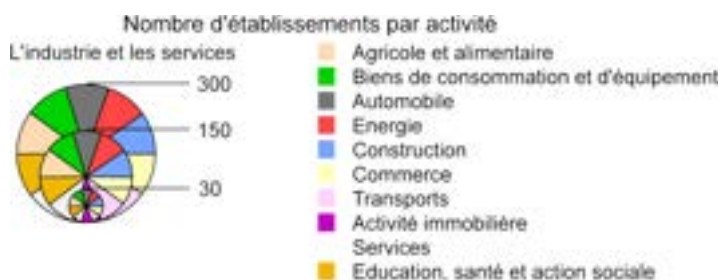 Nombre d'établissements par activité
L'industrie et les services
300
150
30
Agricole et alimentaire
Biens de consommation et d'équipement
Automobile
Energie
Construction
Commerce
Transports
Activité immobilière
Services
Education, santé et action sociale